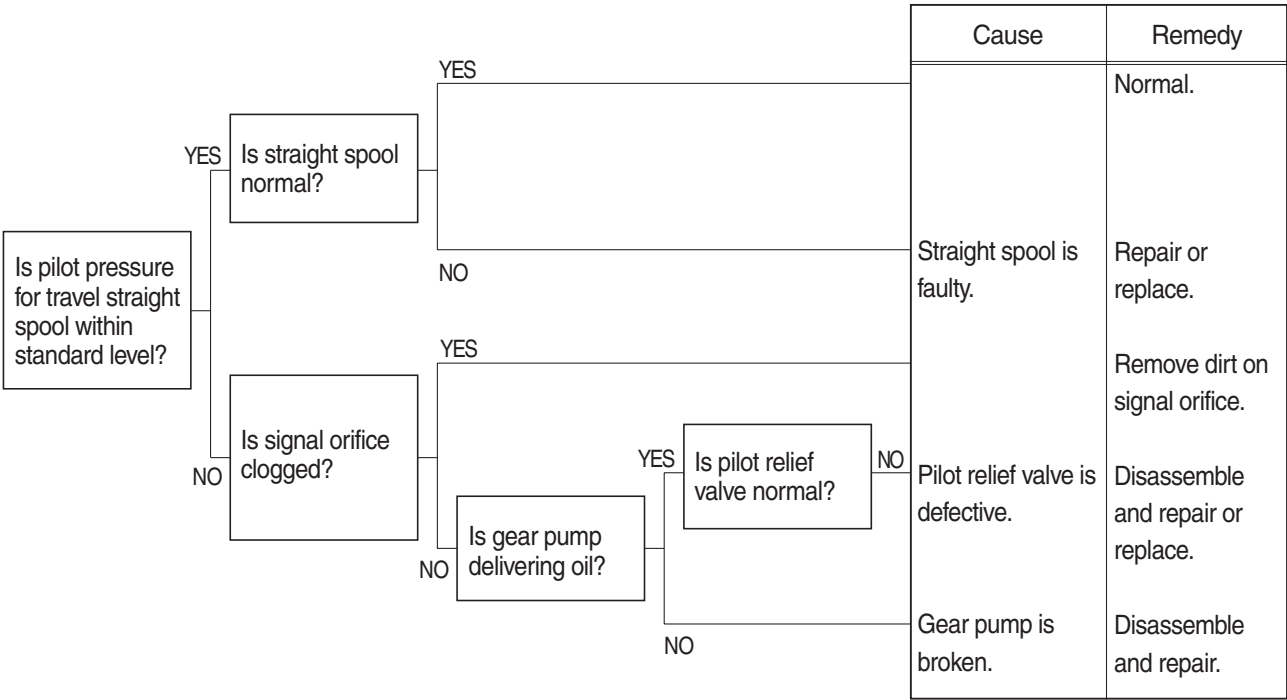 Cause
Remedy
YES
Normal.
YES
Is straight spool
normal?
NO
Straight spool is
faulty.
Repair or
replace.
Is pilot pressure
for travel straight
spool within
standard level?
YES
Remove dirt on
signal orifice.
NO
Is signal orifice
clogged?
YES
Is pilot relief
valve normal?
NO
Pilot relief valve is
defective.
Disassemble
and repair or
replace.
NO
Is gear pump
delivering oil?
NO
Gear pump is
broken.
Disassemble
and repair.